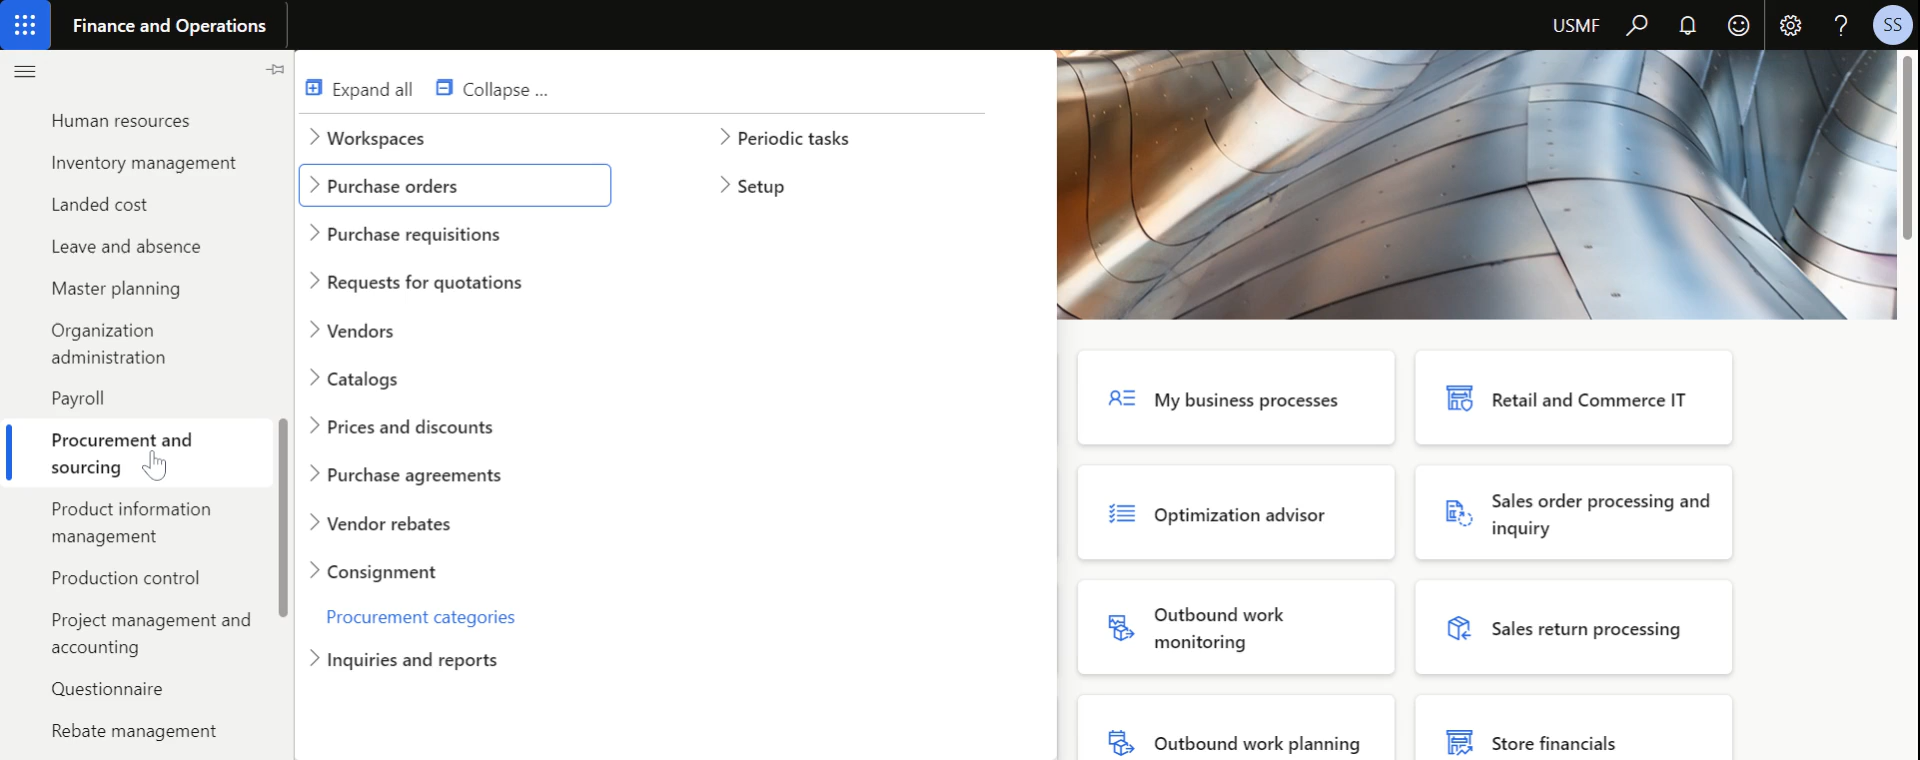 Finance and Operations
USMF
SS
Expand all
Collapse ...
Human resources
Inventory management
Landed cost
Leave and absence
Master planning
Organization
administration
Payroll
Procurement and
sourcing
Product information
management
Production control
Project management and
accounting
Questionnaire
Rebate management
Workspaces
Purchase orders
Purchase requisitions
Requests for quotations
Vendors
Catalogs
Prices and discounts
Purchase agreements
Vendor rebates
Consignment
Procurement categories
Inquiries and reports
Periodic tasks
Setup
My business processes
Retail and Commerce IT
Optimization advisor
Sales order processing and
inquiry
Outbound work
monitoring
Sales return processing
Outbound work planning
Store financials